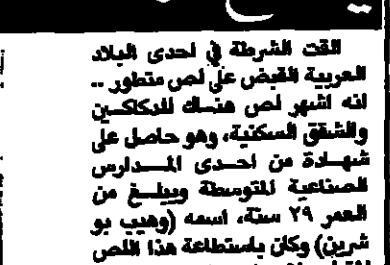 القت الشرطة في احدى البلاد
العربية القبض على لص متطور ..
انه اشهر لص هناك للدكاكين
والشقق السكنية، وهو حاصل على
شهادة من احدى المدارس
الصناعية المتوسطة ويبلغ من
العمر ٢٩ سنة، اسمه (وهيب بو
شرين) وكان باستطاعة هذا اللص